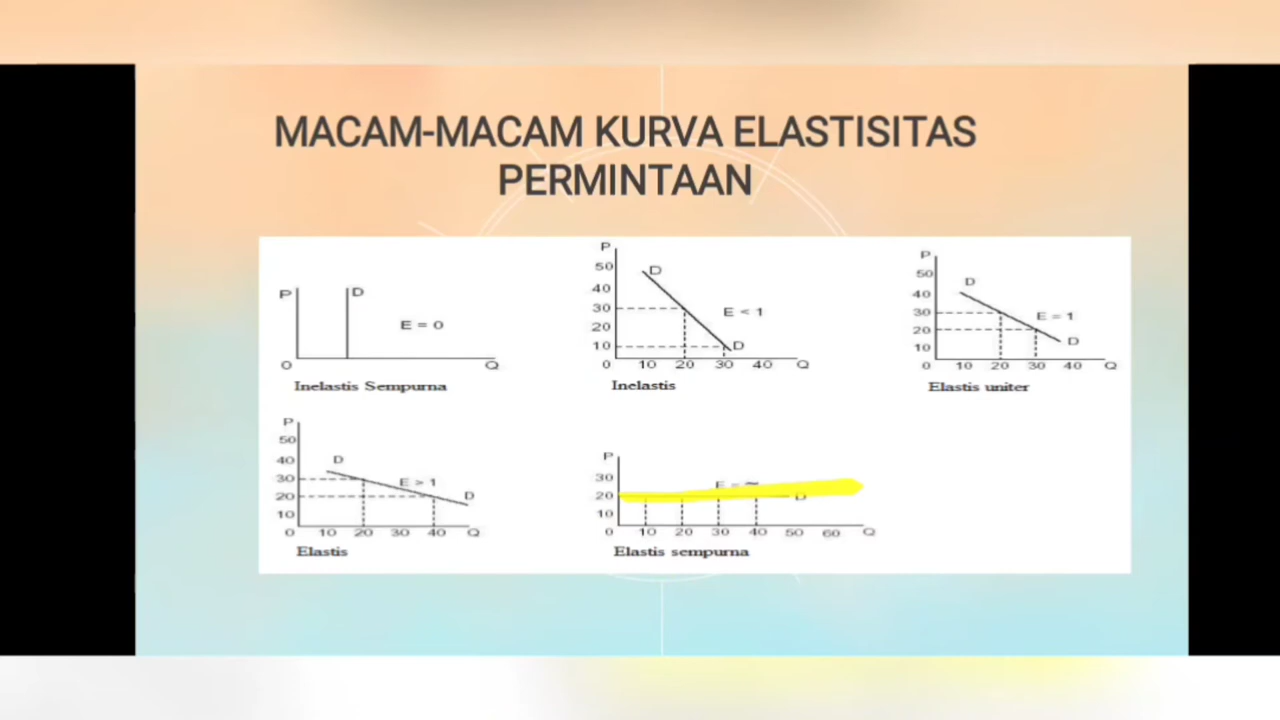 MACAM-MACAM KURVA ELASTISITAS
PERMINTAAN
P
D
E = 0
O
Q
Inelastis Sempurna
P
50
D
40
30
E < 1
20
10
D
0 10 20 30 40 Q
Inelastis
P
50
D
40
30
E = 1
20
D
10
0 10 20 30 40 Q
Elastis uniter
P
50
40
D
30
E > 1
20
D
10
0 10 20 30 40 Q
Elastis
P
30
E = ~
20
D
10
0 10 20 30 40 50 60 Q
Elastis sempurna